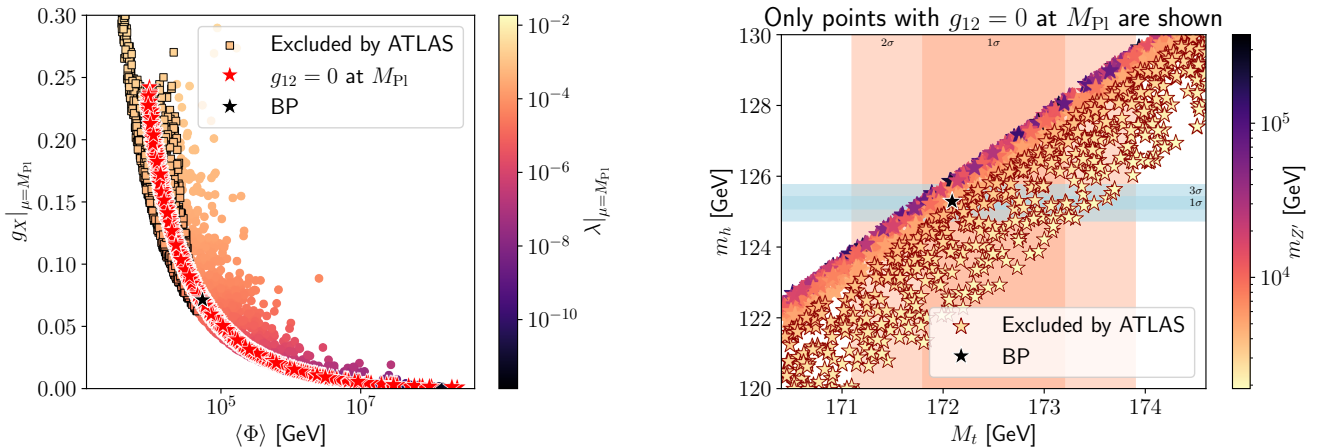 0.30
0.25
0.20
0.15
0.10
0.05
0.00
g_X|_{μ=M_Pl}
Excluded by ATLAS
g_12 = 0 at M_Pl
BP
10^5
10^7
⟨Φ⟩ [GeV]
10^−2
10^−4
10^−6
10^−8
10^−10
λ|_{μ=M_Pl}
Only points with g_12 = 0 at M_Pl are shown
130
128
126
124
122
120
m_h [GeV]
2σ
1σ
3σ
1σ
Excluded by ATLAS
BP
171
172
173
174
M_t [GeV]
10^5
10^4
m_Z′ [GeV]